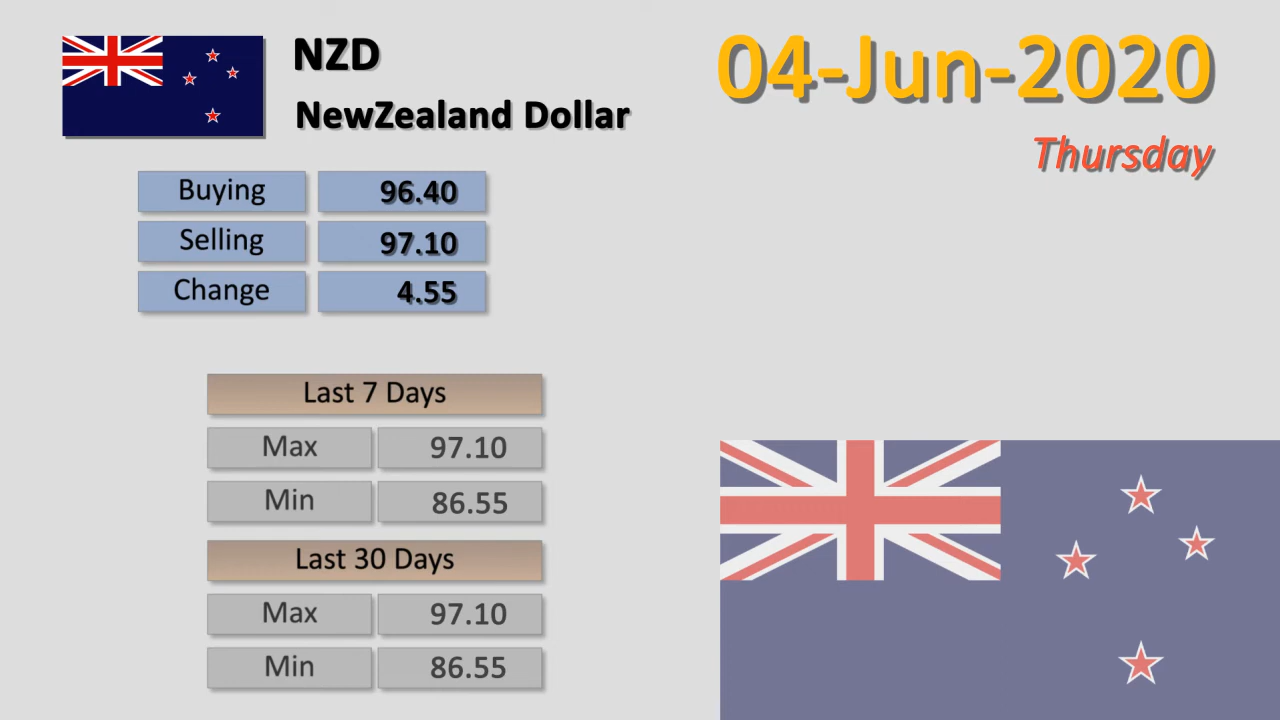 NZD
NewZealand Dollar
04-Jun-2020
Thursday
Buying 96.40
Selling 97.10
Change 4.55
Last 7 Days
Max 97.10
Min 86.55
Last 30 Days
Max 97.10
Min 86.55